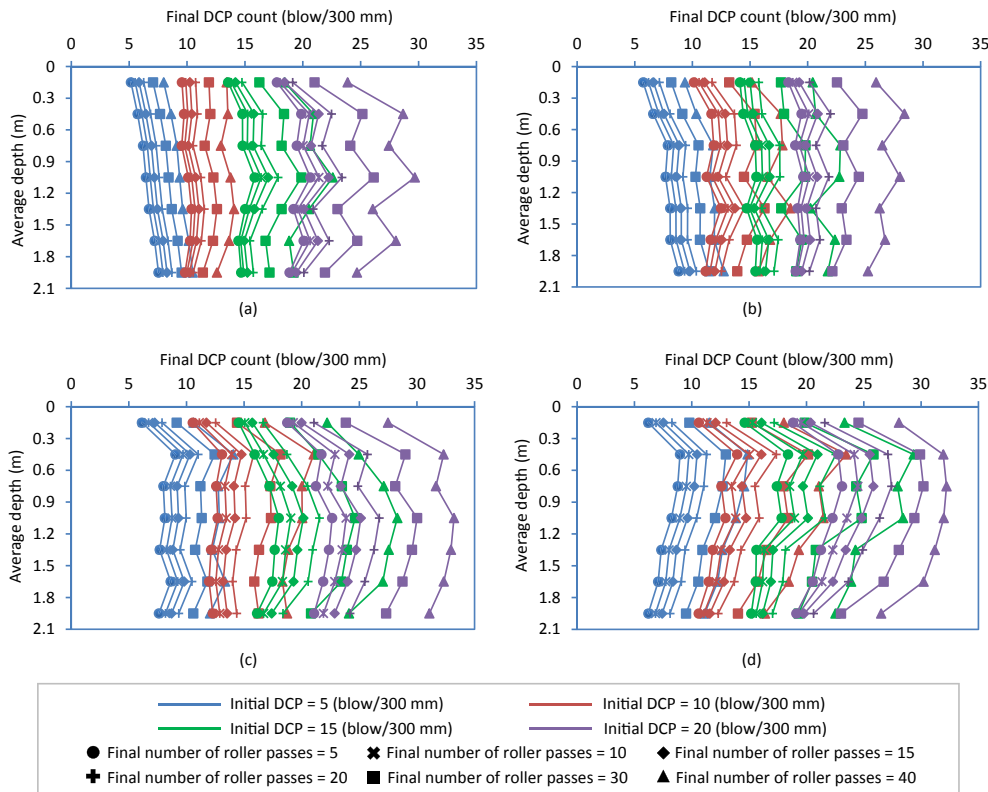 Final DCP count (blow/300 mm)
0 5 10 15 20 25 30 35
0
0.3
0.6
0.9
1.2
1.5
1.8
2.1
Average depth (m)
(a)
Final DCP count (blow/300 mm)
0 5 10 15 20 25 30 35
0
0.3
0.6
0.9
1.2
1.5
1.8
2.1
Average depth (m)
(b)
Final DCP count (blow/300 mm)
0 5 10 15 20 25 30 35
0
0.3
0.6
0.9
1.2
1.5
1.8
2.1
Average depth (m)
(c)
Final DCP Count (blow/300 mm)
0 5 10 15 20 25 30 35
0
0.3
0.6
0.9
1.2
1.5
1.8
2.1
Average depth (m)
(d)
Initial DCP = 5 (blow/300 mm) Initial DCP = 10 (blow/300 mm)
Initial DCP = 15 (blow/300 mm) Initial DCP = 20 (blow/300 mm)
Final number of roller passes = 5 Final number of roller passes = 10 Final number of roller passes = 15
Final number of roller passes = 20 Final number of roller passes = 30 Final number of roller passes = 40